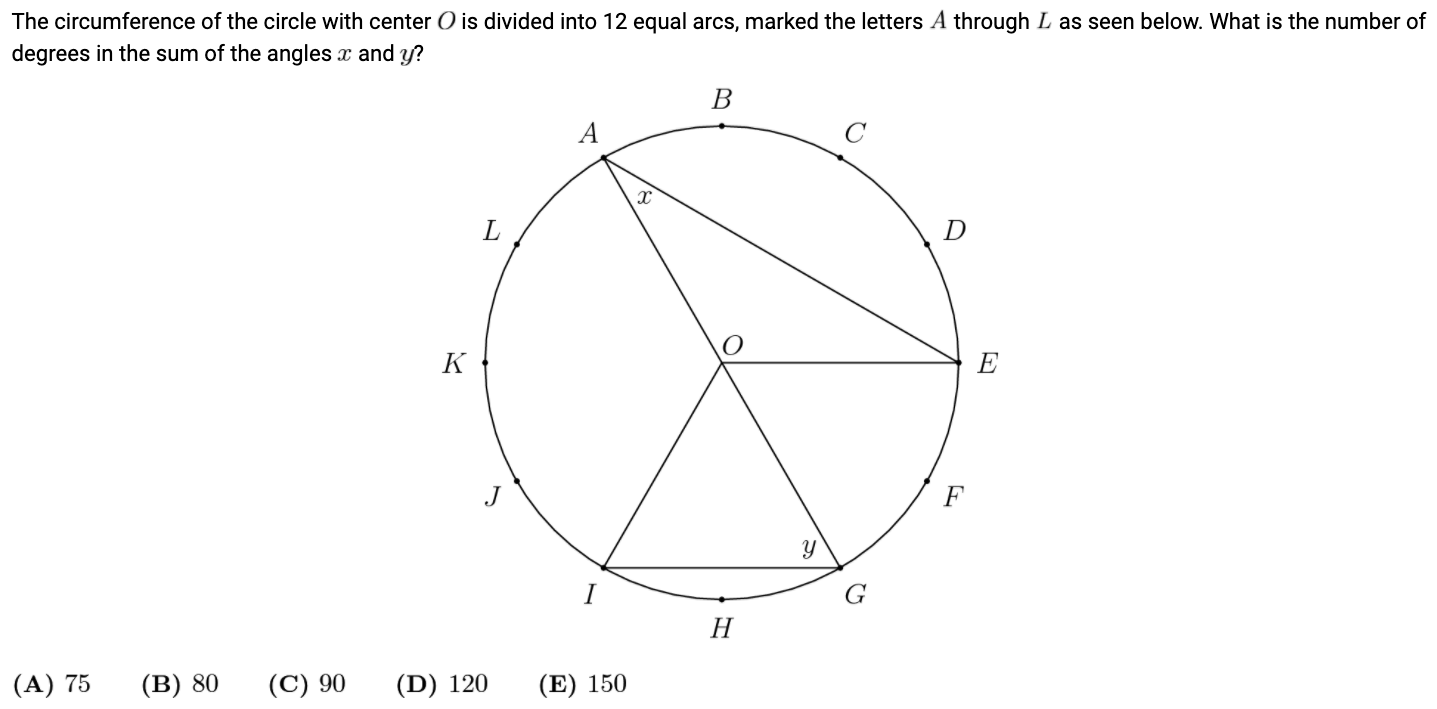 The circumference of the circle with center O is divided into 12 equal arcs, marked the letters A through L as seen below. What is the number of
degrees in the sum of the angles x and y?
B
A
C
x
L
D
O
K
E
J
F
y
I
G
H
(A) 75 (B) 80 (C) 90 (D) 120 (E) 150